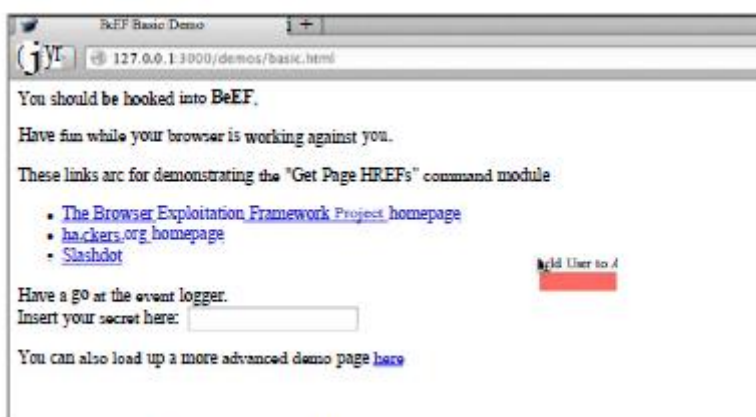 BeEF Basic Demo
127.0.0.1:3000/demos/basic.html
You should be hooked into BeEF.
Have fun while your browser is working against you.
These links arc for demonstrating the "Get Page HREFs" command module
• The Browser Exploitation Framework Project homepage
• ha.ckers.org homepage
• Slashdot
User to
Have a go at the event logger.
Insert your secret here:
You can also load up a more advanced demo page here